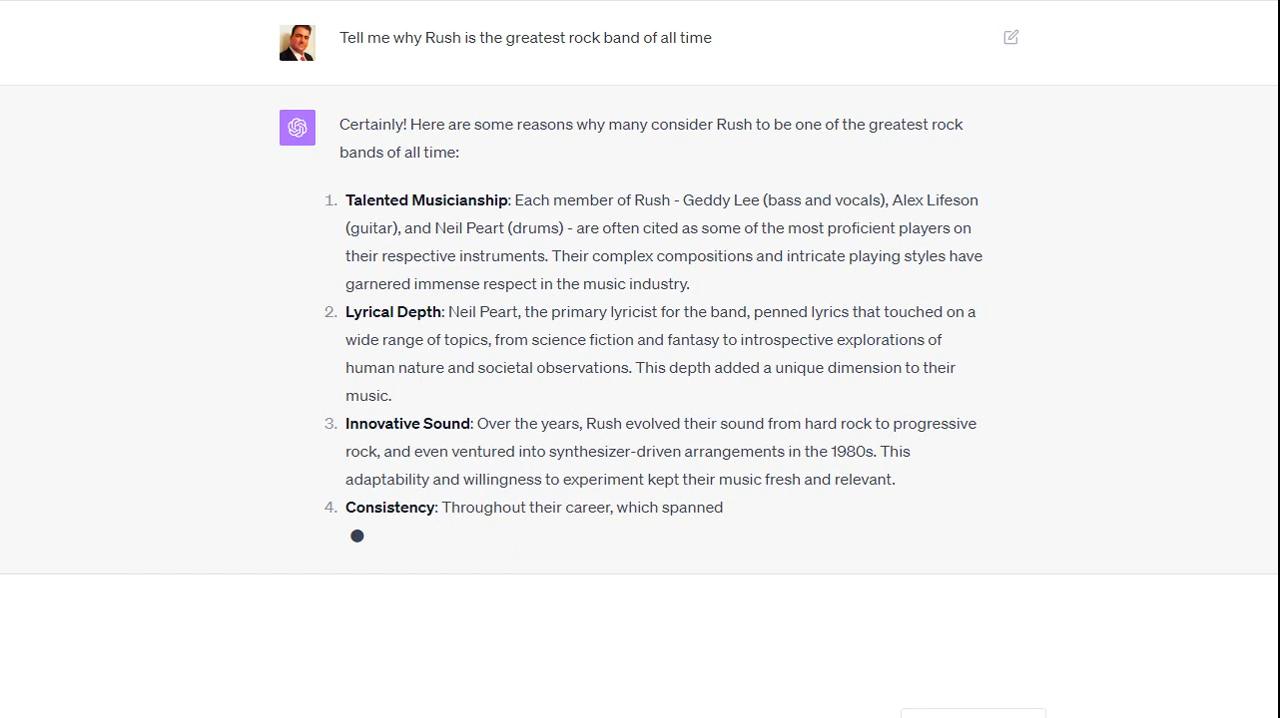 Tell me why Rush is the greatest rock band of all time
Certainly! Here are some reasons why many consider Rush to be one of the greatest rock
bands of all time:
1. Talented Musicianship: Each member of Rush - Geddy Lee (bass and vocals), Alex Lifeson
(guitar), and Neil Peart (drums) - are often cited as some of the most proficient players on
their respective instruments. Their complex compositions and intricate playing styles have
garnered immense respect in the music industry.
2. Lyrical Depth: Neil Peart, the primary lyricist for the band, penned lyrics that touched on a
wide range of topics, from science fiction and fantasy to introspective explorations of
human nature and societal observations. This depth added a unique dimension to their
music.
3. Innovative Sound: Over the years, Rush evolved their sound from hard rock to progressive
rock, and even ventured into synthesizer-driven arrangements in the 1980s. This
adaptability and willingness to experiment kept their music fresh and relevant.
4. Consistency: Throughout their career, which spanned